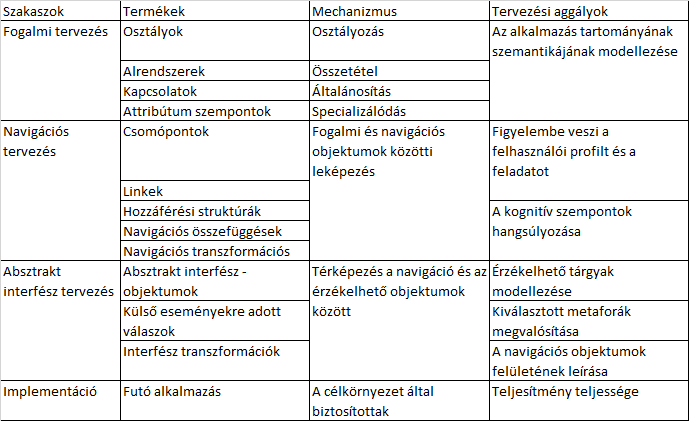 Szakaszok Termékek Mechanizmus Tervezési aggályok
Fogalmi tervezés Osztályok Osztályozás Az alkalmazás tartományának
szemantikájának modellezése
Alrendszerek Összetétel
Kapcsolatok Általánosítás
Attribútum szempontok Specializálódás
Navigációs Csomópontok Fogalmi és navigációs Figyelembe veszi a
tervezés objektumok közötti felhasználói profilt és a
leképezés feladatot
Linkek
Hozzáférési struktúrák A kognitív szempontok
Navigációs összefüggések hangsúlyozása
Navigációs transzformációs
Absztrakt Absztrakt interfész - Térképezés a navigáció és az Érzékelhető tárgyak
interfész tervezés objektumok érzékelhető objektumok modellezése
Külső eseményekre adott között Kiválasztott metaforák
válaszok megvalósítása
Interfész transzformációk A navigációs objektumok
felületének leírása
Implementáció Futó alkalmazás A célkörnyezet által Teljesítmény teljessége
biztosítottak